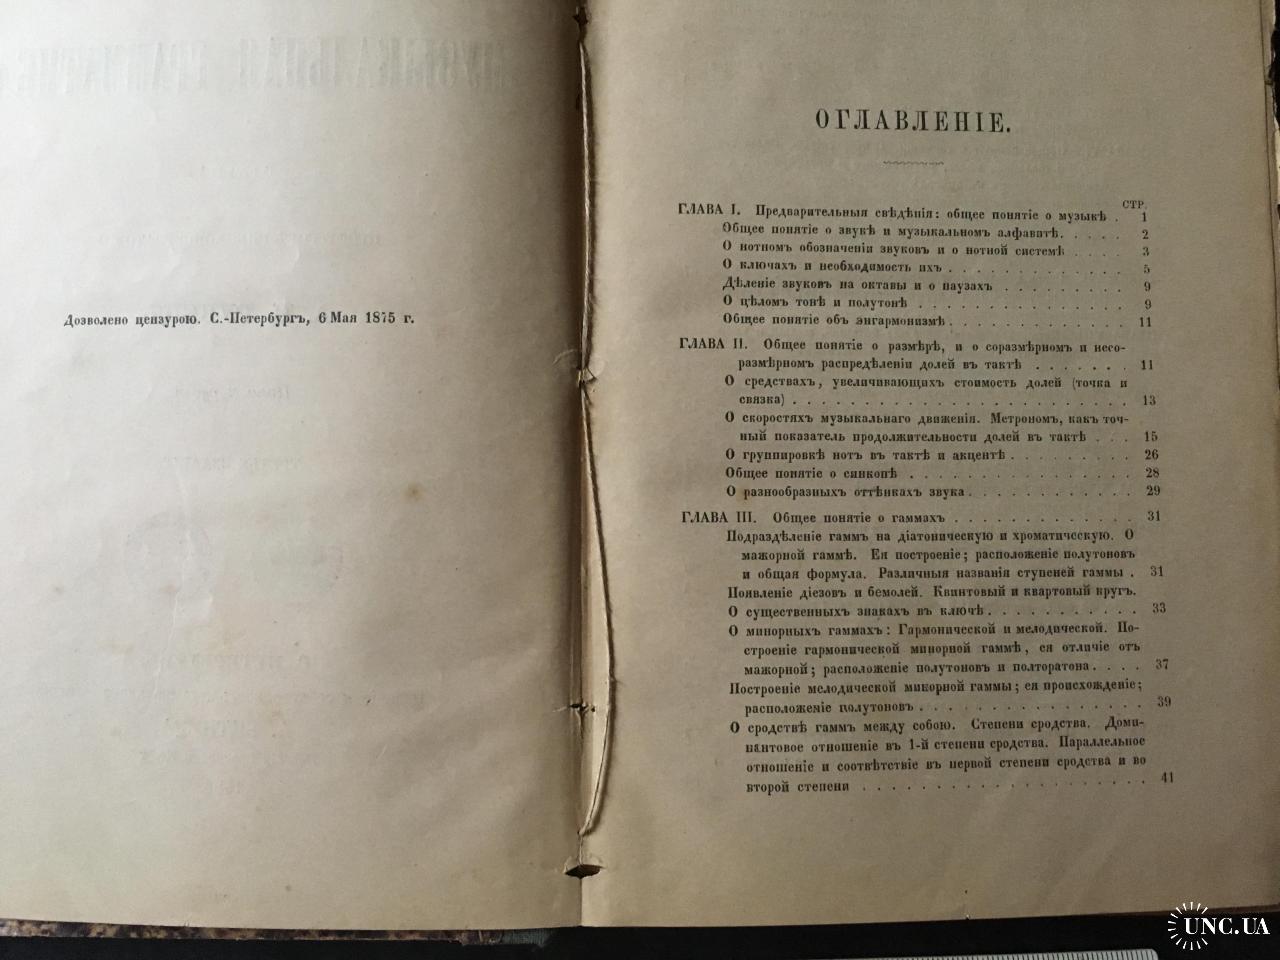 Дозволено цензурою. С.-Петербургъ, 6 Мая 1875 г.
ОГЛАВЛЕНІЕ.
СТР.
ГЛАВА I. Предварительныя свѣдѣнія: общее понятіе о музыкѣ . 1
Общее понятіе о звукѣ и музыкальномъ алфавитѣ. . . . . 2
О нотномъ обозначеніи звуковъ и о нотной системѣ . . . . 3
О ключахъ и необходимость ихъ . . . . . . . . . . . . 5
Дѣленіе звуковъ на октавы и о паузахъ . . . . . . . . . 9
О цѣломъ тонѣ и полутонѣ . . . . . . . . . . . . . . 9
Общее понятіе объ энгармонизмѣ . . . . . . . . . . . . 11
ГЛАВА II. Общее понятіе о размѣрѣ, и о соразмѣрномъ и несо-
размѣрномъ распредѣленіи долей въ тактѣ . . . . . . . 11
О средствахъ, увеличивающихъ стоимость долей (точка и
связка) . . . . . . . . . . . . . . . . . . . . . . . 13
О скоростяхъ музыкальнаго движенія. Метрономъ, какъ точ-
ный показатель продолжительности долей въ тактѣ . . . 15
О группировкѣ нотъ въ тактѣ и акцентѣ . . . . . . . . . 26
Общее понятіе о синкопѣ . . . . . . . . . . . . . . . 28
О разнообразныхъ оттѣнкахъ звука . . . . . . . . . . . 29
ГЛАВА III. Общее понятіе о гаммахъ . . . . . . . . . . . . . 31
Подраздѣленіе гаммъ на діатоническую и хроматическую. О
мажорной гаммѣ. Ея построеніе; расположеніе полутоновъ
и общая формула. Различныя названія ступеней гаммы . 31
Появленіе діезовъ и бемолей. Квинтовый и квартовый кругъ.
О существенныхъ знакахъ въ ключѣ . . . . . . . . . . . 33
О минорныхъ гаммахъ: Гармонической и мелодической. По-
строеніе гармонической минорной гаммѣ, ея отличіе отъ
мажорной; расположеніе полутоновъ и полторатона . . . . 37
Построеніе мелодической минорной гаммы; ея происхожденіе;
расположеніе полутоновъ . . . . . . . . . . . . . . . 39
О сродствѣ гаммъ между собою. Степени сродства. Доми-
нантовое отношеніе въ 1-й степени сродства. Параллельное
отношеніе и соотвѣтствіе въ первой степени сродства и во
второй степени . . . . . . . . . . . . . . . . . 41
UNC.UA